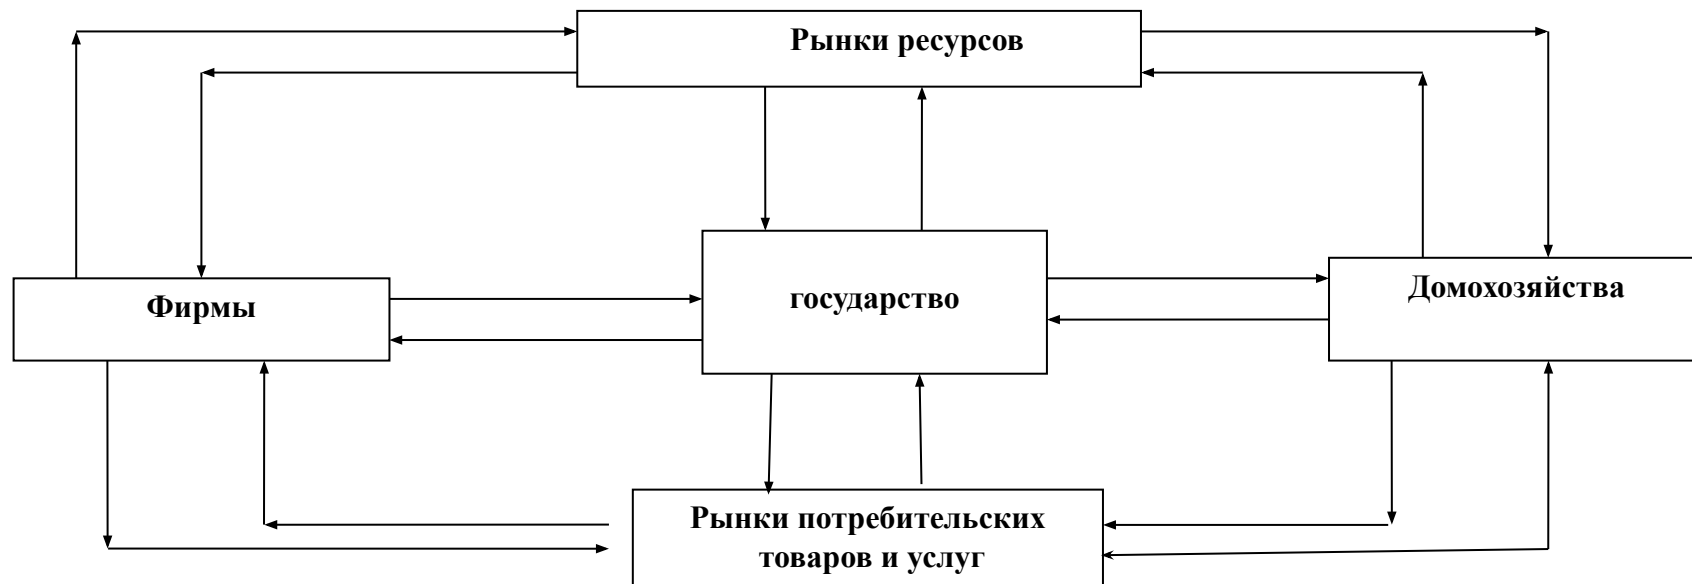 Рынки ресурсов
Фирмы
государство
Домохозяйства
Рынки потребительских
товаров и услуг